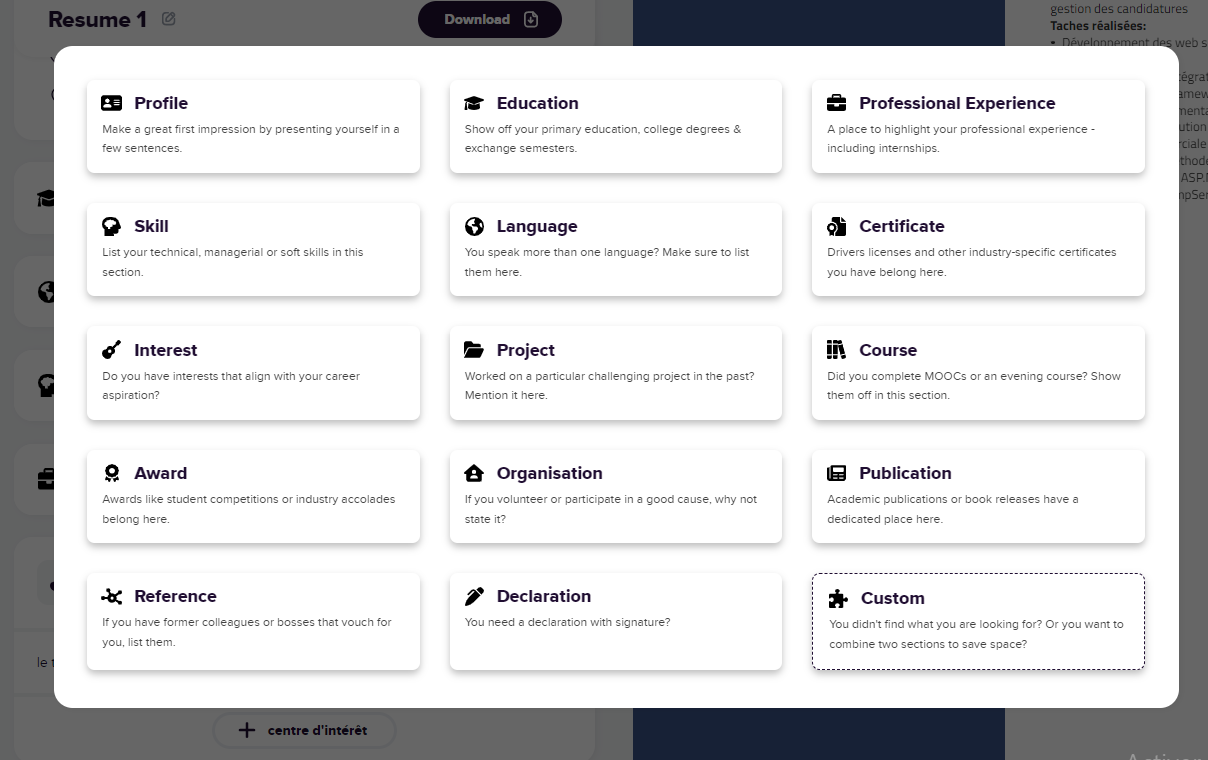 Resume 1
Download
gestion des candidatures
Taches réalisées:
• Développement des web s
Profile
Make a great first impression by presenting yourself in a
few sentences.
Education
Show off your primary education, college degrees &
exchange semesters.
Professional Experience
A place to highlight your professional experience -
including internships.
Skill
List your technical, managerial or soft skills in this
section.
Language
You speak more than one language? Make sure to list
them here.
Certificate
Drivers licenses and other industry-specific certificates
you have belong here.
Interest
Do you have interests that align with your career
aspiration?
Project
Worked on a particular challenging project in the past?
Mention it here.
Course
Did you complete MOOCs or an evening course? Show
them off in this section.
Award
Awards like student competitions or industry accolades
belong here.
Organisation
If you volunteer or participate in a good cause, why not
state it?
Publication
Academic publications or book releases have a
dedicated place here.
Reference
If you have former colleagues or bosses that vouch for
you, list them.
Declaration
You need a declaration with signature?
Custom
You didn't find what you are looking for? Or you want to
combine two sections to save space?
le t
centre d'intérêt